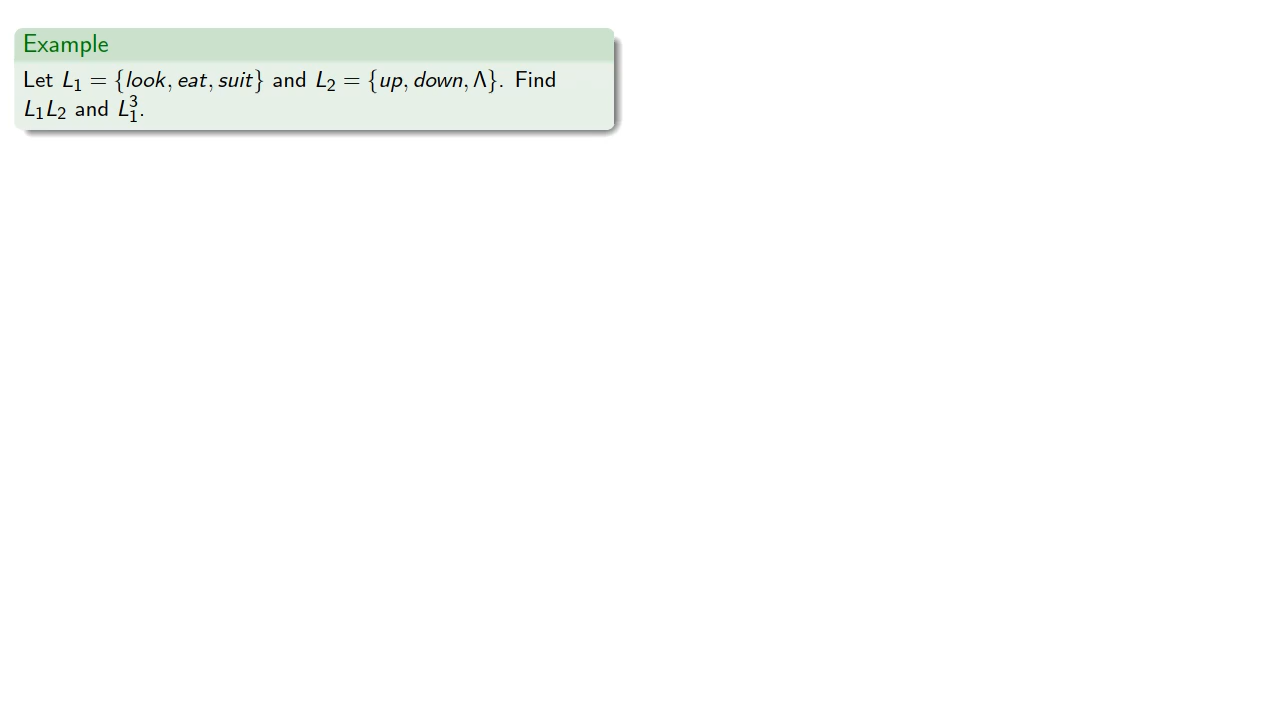 Example
Let L₁ = {look, eat, suit} and L₂ = {up, down, Λ}. Find
L₁L₂ and L₁³.